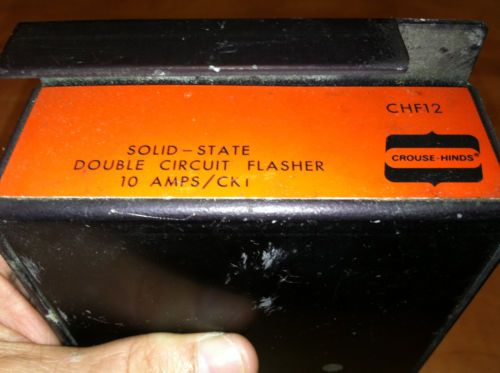 CHF12
CROUSE-HINDS®
SOLID-STATE
DOUBLE CIRCUIT FLASHER
10 AMPS/CKT